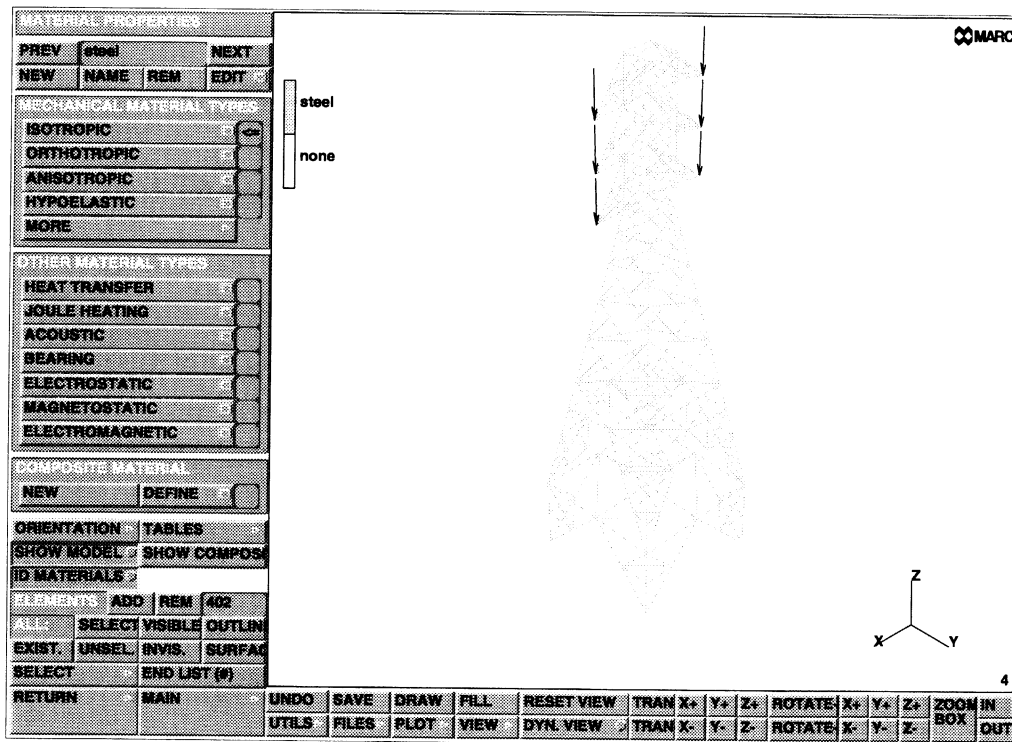 MATERIAL PROPERTIES
PREV steel NEXT
NEW NAME REM EDIT
MECHANICAL MATERIAL TYPES
ISOTROPIC
ORTHOTROPIC
ANISOTROPIC
HYPOELASTIC
MORE
OTHER MATERIAL TYPES
HEAT TRANSFER
JOULE HEATING
ACOUSTIC
BEARING
ELECTROSTATIC
MAGNETOSTATIC
ELECTROMAGNETIC
COMPOSITE MATERIAL
NEW DEFINE
ORIENTATION TABLES
SHOW MODEL SHOW COMPOSI
ID MATERIALS
ELEMENTS ADD REM 402
ALL: SELECT VISIBLE OUTLIN
EXIST. UNSEL. INVIS. SURFAC
SELECT END LIST (#)
RETURN MAIN
UNDO SAVE DRAW FILL RESET VIEW TRAN X+ Y+ Z+ ROTATE X+ Y+ Z+ ZOOM IN
UTILS FILES PLOT VIEW DYN. VIEW TRAN X- Y- Z- ROTATE X- Y- Z- BOX OUT
steel
none
MARC
Z
X Y
4